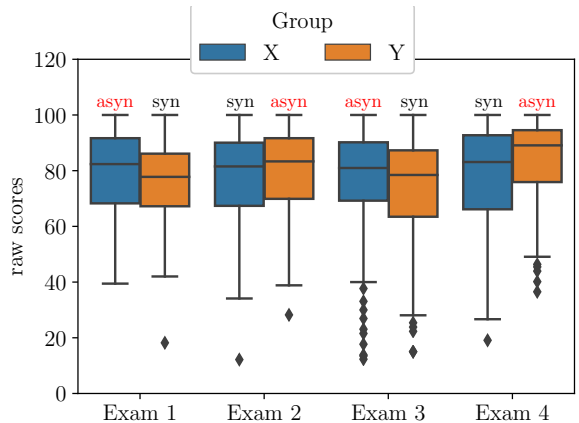 Group
X Y
120
100
80
60
40
20
0
raw scores
asyn syn syn asyn asyn syn syn asyn
Exam 1 Exam 2 Exam 3 Exam 4